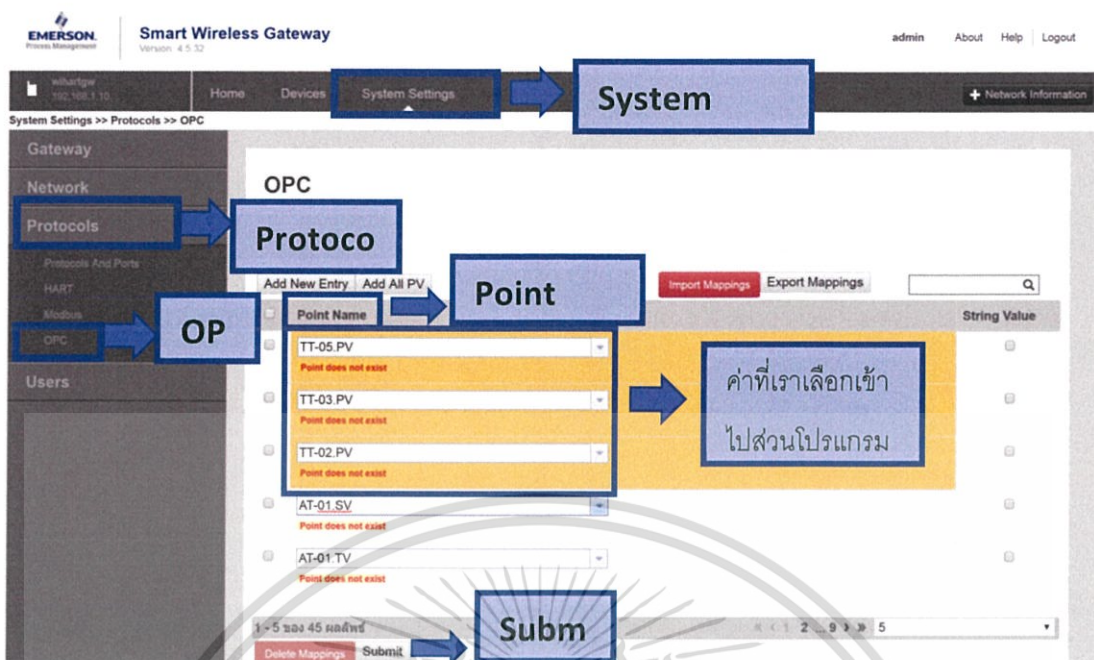 EMERSON.
Process Management
Smart Wireless Gateway
Version 4.5.32
admin About Help Logout
wihartgw
192.168.1.10
Home Devices System Settings
System
Network Information
System Settings >> Protocols >> OPC
Gateway
Network
Protocols
Protoco
Protocols And Ports
HART
Modbus
OPC
OP
Users
OPC
Add New Entry Add All PV
Point
Import Mappings Export Mappings
Point Name
String Value
TT-05.PV
Point does not exist
TT-03.PV
Point does not exist
TT-02.PV
Point does not exist
ค่าที่เราเลือกเข้า
ไปส่วนโปรแกรม
AT-01.SV
Point does not exist
AT-01.TV
Point does not exist
1 - 5 ของ 45 ผลลัพธ์
« ‹ 1 2 ... 9 › » 5
Delete Mappings Submit
Subm